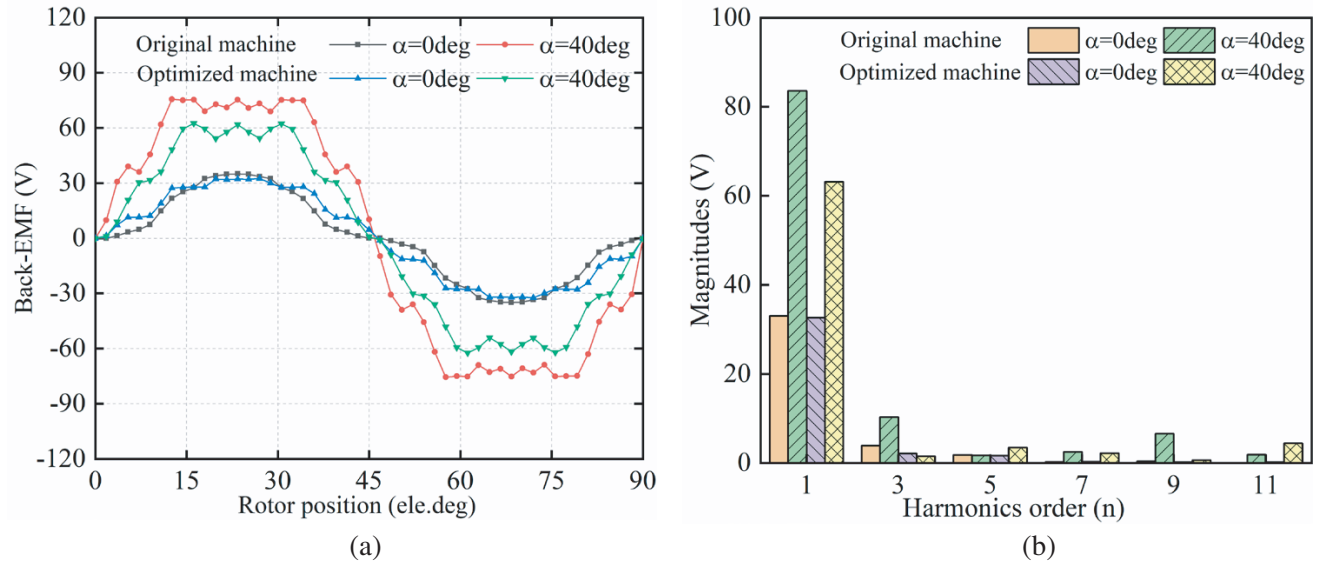 120
90
60
30
0
-30
-60
-90
-120
Back-EMF (V)
Original machine α=0deg α=40deg
Optimized machine α=0deg α=40deg
0 15 30 45 60 75 90
Rotor position (ele.deg)
(a)
100
80
60
40
20
0
Magnitudes (V)
Original machine α=0deg α=40deg
Optimized machine α=0deg α=40deg
1 3 5 7 9 11
Harmonics order (n)
(b)